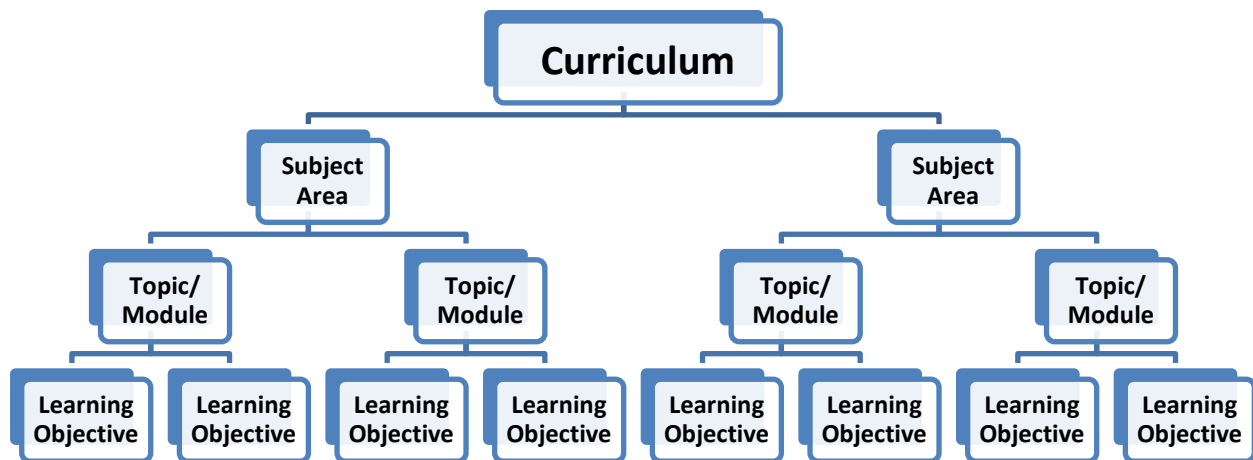 Curriculum
Subject
Area
Subject
Area
Topic/
Module
Topic/
Module
Topic/
Module
Topic/
Module
Learning
Objective
Learning
Objective
Learning
Objective
Learning
Objective
Learning
Objective
Learning
Objective
Learning
Objective
Learning
Objective